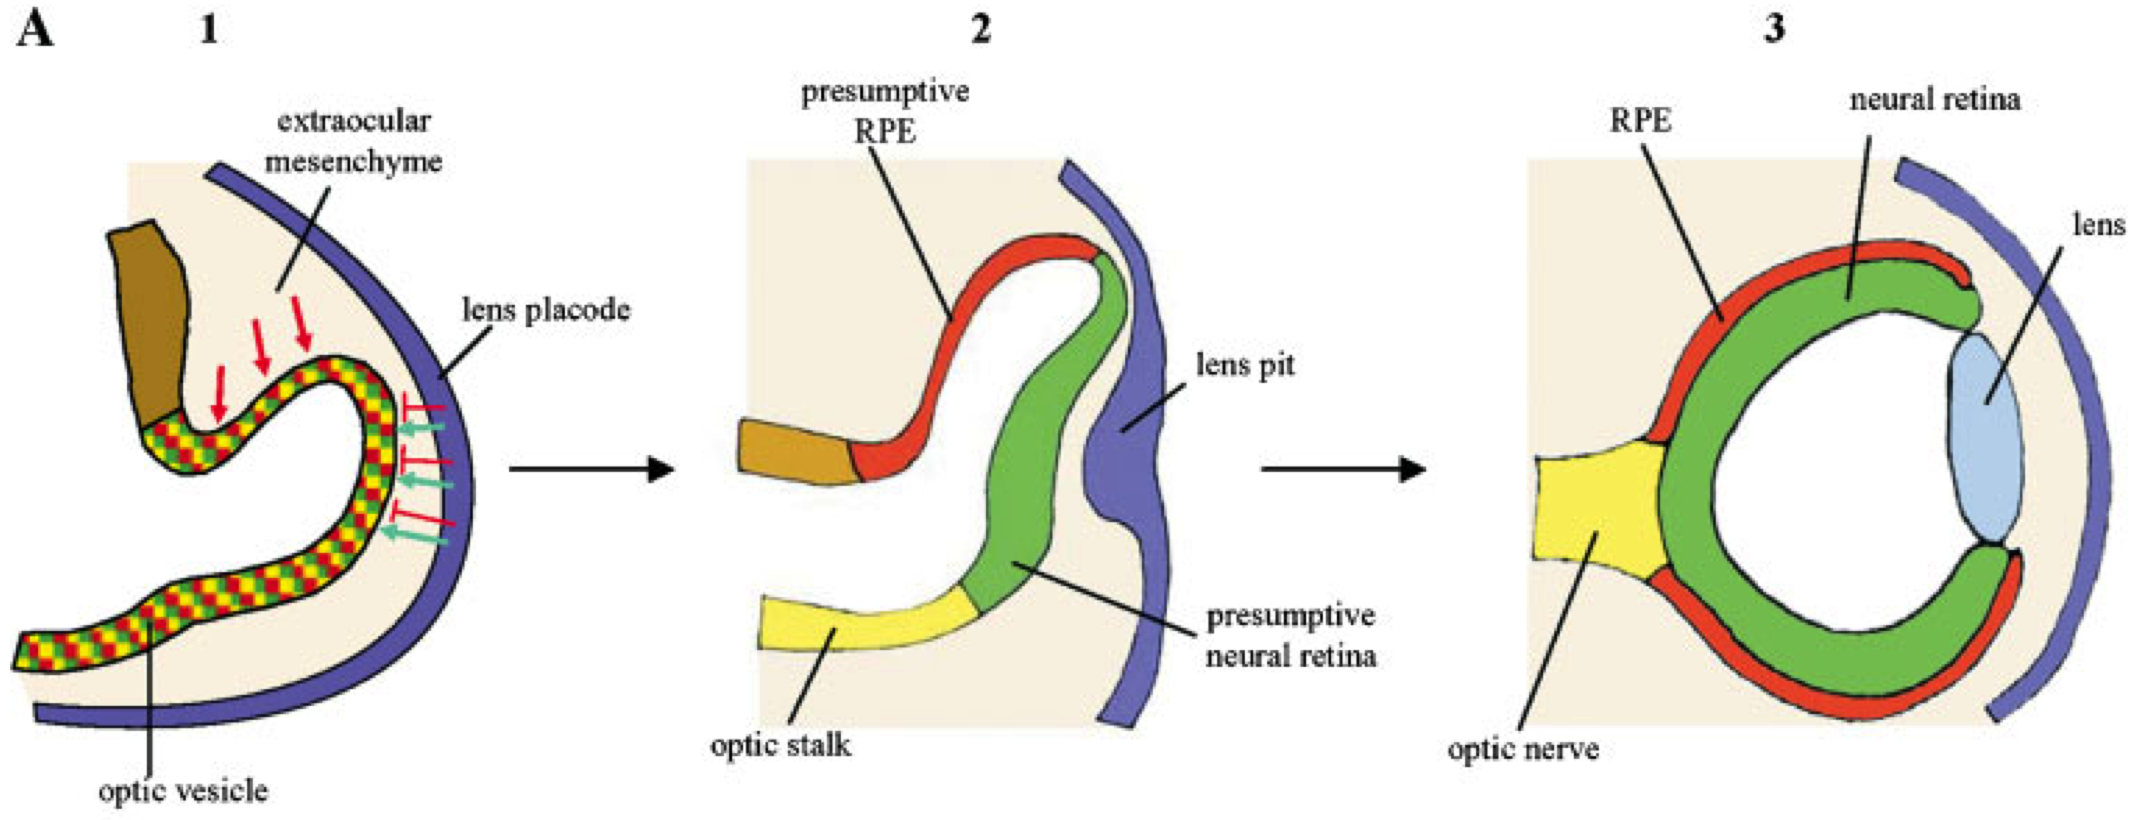 A
1
2
3
extraocular
mesenchyme
lens placode
optic vesicle
presumptive
RPE
lens pit
presumptive
neural retina
optic stalk
RPE
neural retina
lens
optic nerve